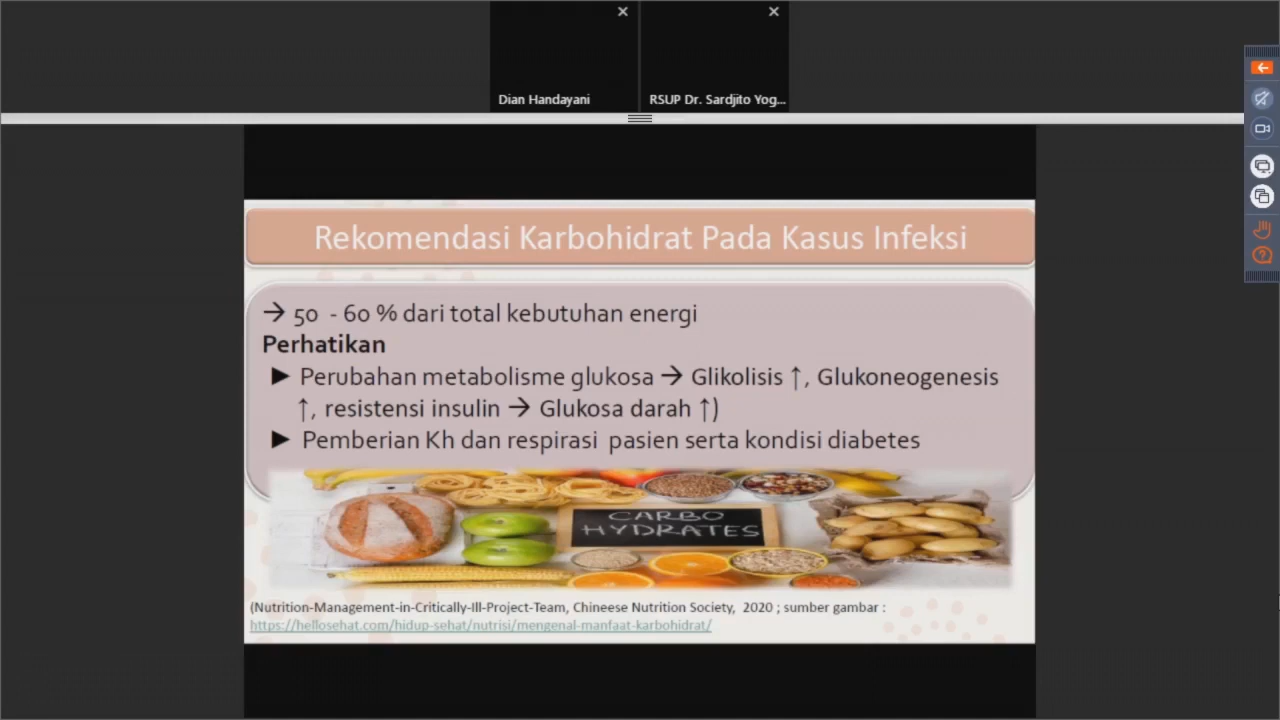 Dian Handayani
RSUP Dr. Sardjito Yog...
Rekomendasi Karbohidrat Pada Kasus Infeksi
→ 50 - 60 % dari total kebutuhan energi
Perhatikan
► Perubahan metabolisme glukosa → Glikolisis ↑, Glukoneogenesis
↑, resistensi insulin → Glukosa darah ↑)
► Pemberian Kh dan respirasi pasien serta kondisi diabetes
CARBO
HYDRATES
(Nutrition-Management-in-Critically-Ill-Project-Team, Chineese Nutrition Society, 2020 ; sumber gambar :
https://hellosehat.com/hidup-sehat/nutrisi/mengenal-manfaat-karbohidrat/